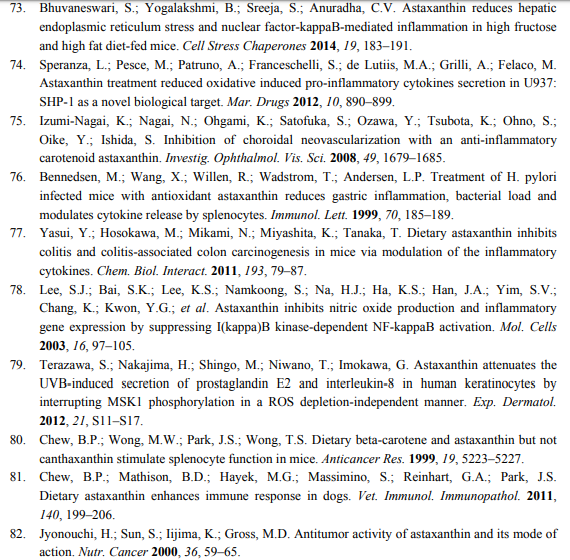 73. Bhuvaneswari, S.; Yogalakshmi, B.; Sreeja, S.; Anuradha, C.V. Astaxanthin reduces hepatic
endoplasmic reticulum stress and nuclear factor-kappaB-mediated inflammation in high fructose
and high fat diet-fed mice. Cell Stress Chaperones 2014, 19, 183–191.
74. Speranza, L.; Pesce, M.; Patruno, A.; Franceschelli, S.; de Lutiis, M.A.; Grilli, A.; Felaco, M.
Astaxanthin treatment reduced oxidative induced pro-inflammatory cytokines secretion in U937:
SHP-1 as a novel biological target. Mar. Drugs 2012, 10, 890–899.
75. Izumi-Nagai, K.; Nagai, N.; Ohgami, K.; Satofuka, S.; Ozawa, Y.; Tsubota, K.; Ohno, S.;
Oike, Y.; Ishida, S. Inhibition of choroidal neovascularization with an anti-inflammatory
carotenoid astaxanthin. Investig. Ophthalmol. Vis. Sci. 2008, 49, 1679–1685.
76. Bennedsen, M.; Wang, X.; Willen, R.; Wadstrom, T.; Andersen, L.P. Treatment of H. pylori
infected mice with antioxidant astaxanthin reduces gastric inflammation, bacterial load and
modulates cytokine release by splenocytes. Immunol. Lett. 1999, 70, 185–189.
77. Yasui, Y.; Hosokawa, M.; Mikami, N.; Miyashita, K.; Tanaka, T. Dietary astaxanthin inhibits
colitis and colitis-associated colon carcinogenesis in mice via modulation of the inflammatory
cytokines. Chem. Biol. Interact. 2011, 193, 79–87.
78. Lee, S.J.; Bai, S.K.; Lee, K.S.; Namkoong, S.; Na, H.J.; Ha, K.S.; Han, J.A.; Yim, S.V.;
Chang, K.; Kwon, Y.G.; et al. Astaxanthin inhibits nitric oxide production and inflammatory
gene expression by suppressing I(kappa)B kinase-dependent NF-kappaB activation. Mol. Cells
2003, 16, 97–105.
79. Terazawa, S.; Nakajima, H.; Shingo, M.; Niwano, T.; Imokawa, G. Astaxanthin attenuates the
UVB-induced secretion of prostaglandin E2 and interleukin-8 in human keratinocytes by
interrupting MSK1 phosphorylation in a ROS depletion-independent manner. Exp. Dermatol.
2012, 21, S11–S17.
80. Chew, B.P.; Wong, M.W.; Park, J.S.; Wong, T.S. Dietary beta-carotene and astaxanthin but not
canthaxanthin stimulate splenocyte function in mice. Anticancer Res. 1999, 19, 5223–5227.
81. Chew, B.P.; Mathison, B.D.; Hayek, M.G.; Massimino, S.; Reinhart, G.A.; Park, J.S.
Dietary astaxanthin enhances immune response in dogs. Vet. Immunol. Immunopathol. 2011,
140, 199–206.
82. Jyonouchi, H.; Sun, S.; Iijima, K.; Gross, M.D. Antitumor activity of astaxanthin and its mode of
action. Nutr. Cancer 2000, 36, 59–65.